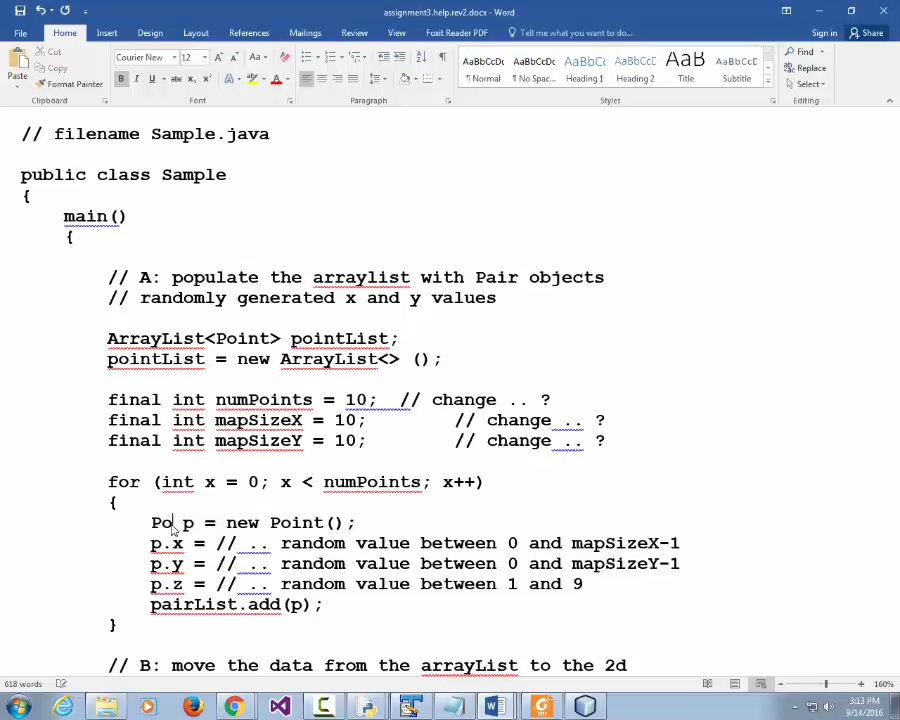 assignment3.help.rev2.docx - Word
File Home Insert Design Layout References Mailings Review View Foxit Reader PDF Tell me what you want to do... Sign in Share
Paste Cut Copy Format Painter Clipboard
Courier New 12 Font
Paragraph
AaBbCcDc AaBbCcDc AaBbCc AaBbCcE AaB AaBbCcD
¶ Normal ¶ No Spac... Heading 1 Heading 2 Title Subtitle
Styles
Find Replace Select Editing
// filename Sample.java
public class Sample
{
main()
{
// A: populate the arraylist with Pair objects
// randomly generated x and y values
ArrayList<Point> pointList;
pointList = new ArrayList<> ();
final int numPoints = 10; // change .. ?
final int mapSizeX = 10; // change .. ?
final int mapSizeY = 10; // change .. ?
for (int x = 0; x < numPoints; x++)
{
Po p = new Point();
p.x = // .. random value between 0 and mapSizeX-1
p.y = // .. random value between 0 and mapSizeY-1
p.z = // .. random value between 1 and 9
pairList.add(p);
}
// B: move the data from the arrayList to the 2d
618 words
160%
3:13 PM
9/14/2016